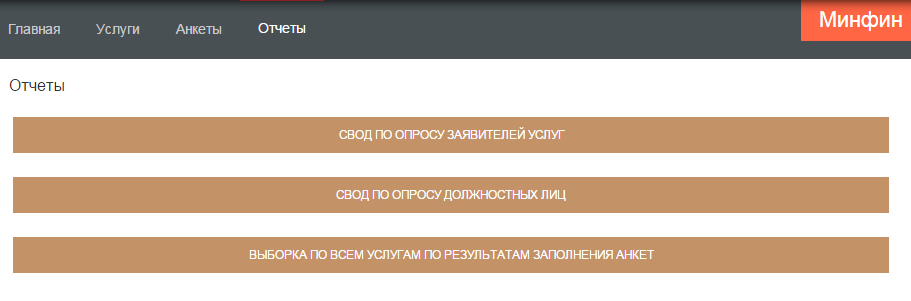 Главная Услуги Анкеты Отчеты Минфин
Отчеты
СВОД ПО ОПРОСУ ЗАЯВИТЕЛЕЙ УСЛУГ
СВОД ПО ОПРОСУ ДОЛЖНОСТНЫХ ЛИЦ
ВЫБОРКА ПО ВСЕМ УСЛУГАМ ПО РЕЗУЛЬТАТАМ ЗАПОЛНЕНИЯ АНКЕТ